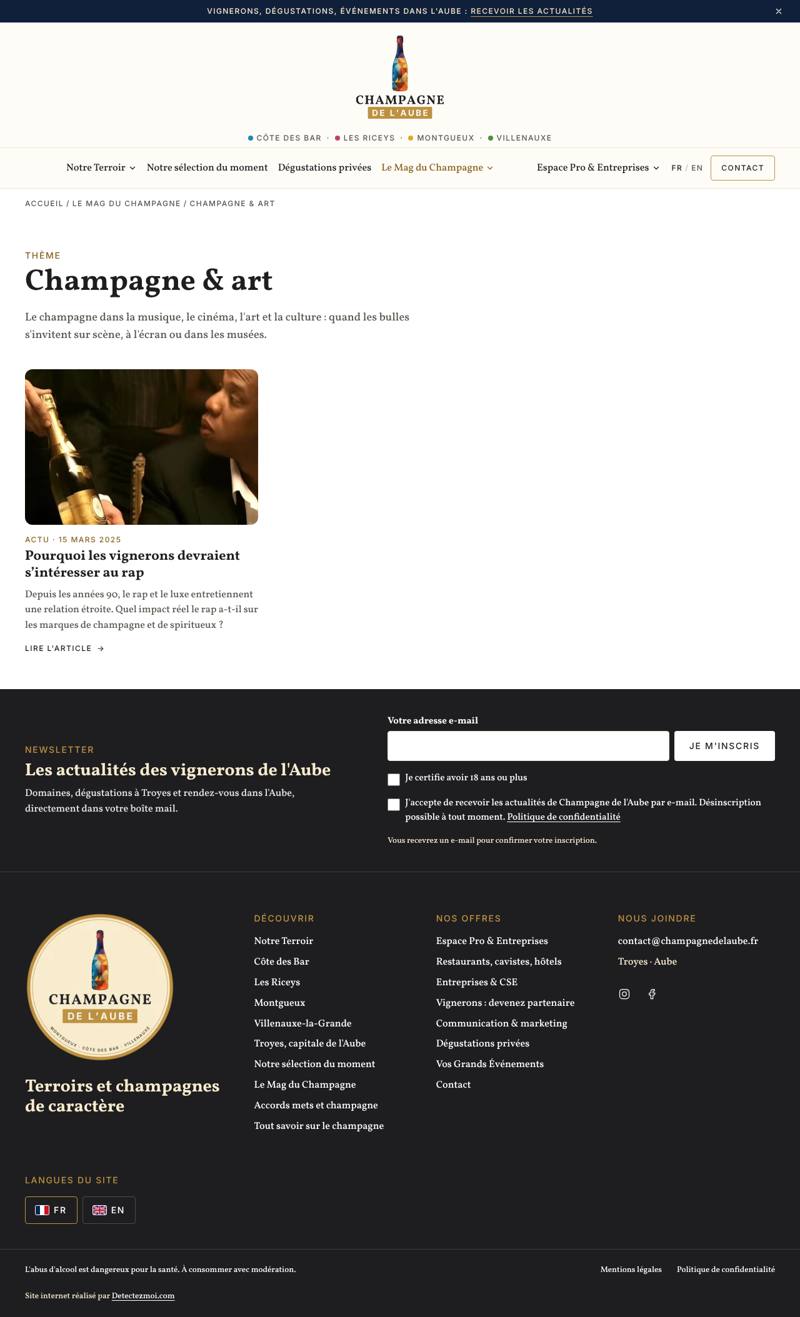 VIGNERONS, DÉGUSTATIONS, ÉVÉNEMENTS DANS L'AUBE : RECEVOIR LES ACTUALITÉS
CHAMPAGNE
DE L'AUBE
CÔTE DES BAR · LES RICEYS · MONTGUEUX · VILLENAUXE
Notre Terroir Notre sélection du moment Dégustations privées Le Mag du Champagne Espace Pro & Entreprises FR / EN CONTACT
ACCUEIL / LE MAG DU CHAMPAGNE / CHAMPAGNE & ART
THÈME
Champagne & art
Le champagne dans la musique, le cinéma, l'art et la culture : quand les bulles
s'invitent sur scène, à l'écran ou dans les musées.
ACTU · 15 MARS 2025
Pourquoi les vignerons devraient
s'intéresser au rap
Depuis les années 90, le rap et le luxe entretiennent
une relation étroite. Quel impact réel le rap a-t-il sur
les marques de champagne et de spiritueux ?
LIRE L'ARTICLE →
NEWSLETTER
Les actualités des vignerons de l'Aube
Domaines, dégustations à Troyes et rendez-vous dans l'Aube,
directement dans votre boîte mail.
Votre adresse e-mail
JE M'INSCRIS
Je certifie avoir 18 ans ou plus
J'accepte de recevoir les actualités de Champagne de l'Aube par e-mail. Désinscription
possible à tout moment. Politique de confidentialité
Vous recevrez un e-mail pour confirmer votre inscription.
CHAMPAGNE
DE L'AUBE
MONTGUEUX · CÔTE DES BAR · VILLENAUXE
Terroirs et champagnes
de caractère
DÉCOUVRIR
Notre Terroir
Côte des Bar
Les Riceys
Montgueux
Villenauxe-la-Grande
Troyes, capitale de l'Aube
Notre sélection du moment
Le Mag du Champagne
Accords mets et champagne
Tout savoir sur le champagne
NOS OFFRES
Espace Pro & Entreprises
Restaurants, cavistes, hôtels
Entreprises & CSE
Vignerons : devenez partenaire
Communication & marketing
Dégustations privées
Vos Grands Événements
Contact
NOUS JOINDRE
contact@champagnedelaube.fr
Troyes · Aube
LANGUES DU SITE
FR EN
L'abus d'alcool est dangereux pour la santé. À consommer avec modération.
Mentions légales Politique de confidentialité
Site internet réalisé par Detectezmoi.com